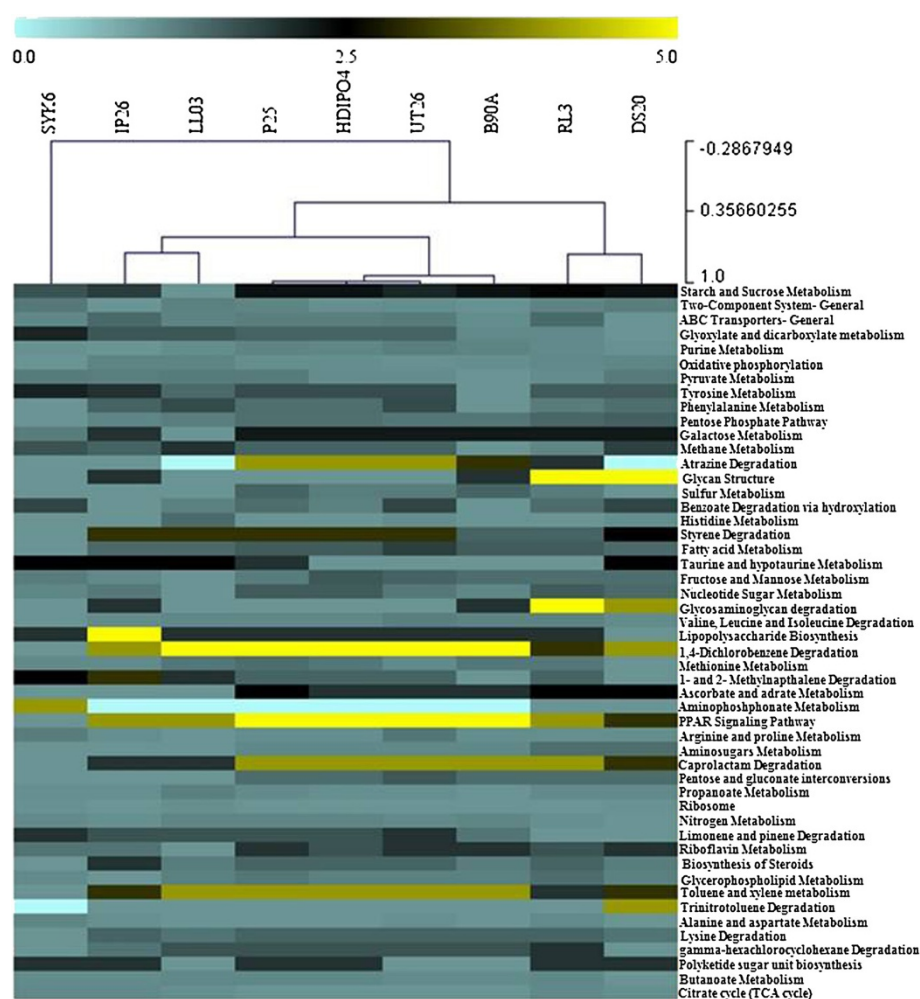 0.0 2.5 5.0
SYK6 IP26 LL03 P25 HDIPO4 UT26 B90A RL3 DS20
-0.2867949
0.35660255
1.0
Starch and Sucrose Metabolism
Two-Component System- General
ABC Transporters- General
Glyoxylate and dicarboxylate metabolism
Purine Metabolism
Oxidative phosphorylation
Pyruvate Metabolism
Tyrosine Metabolism
Phenylalanine Metabolism
Pentose Phosphate Pathway
Galactose Metabolism
Methane Metabolism
Atrazine Degradation
Glycan Structure
Sulfur Metabolism
Benzoate Degradation via hydroxylation
Histidine Metabolism
Styrene Degradation
Fatty acid Metabolism
Taurine and hypotaurine Metabolism
Fructose and Mannose Metabolism
Nucleotide Sugar Metabolism
Glycosaminoglycan degradation
Valine, Leucine and Isoleucine Degradation
Lipopolysaccharide Biosynthesis
1,4-Dichlorobenzene Degradation
Methionine Metabolism
1- and 2- Methylnapthalene Degradation
Ascorbate and adrate Metabolism
Aminophoshphonate Metabolism
PPAR Signaling Pathway
Arginine and proline Metabolism
Aminosugars Metabolism
Caprolactam Degradation
Pentose and gluconate interconversions
Propanoate Metabolism
Ribosome
Nitrogen Metabolism
Limonene and pinene Degradation
Riboflavin Metabolism
Biosynthesis of Steroids
Glycerophospholipid Metabolism
Toluene and xylene metabolism
Trinitrotoluene Degradation
Alanine and aspartate Metabolism
Lysine Degradation
gamma-hexachlorocyclohexane Degradation
Polyketide sugar unit biosynthesis
Butanoate Metabolism
Citrate cycle (TCA cycle)